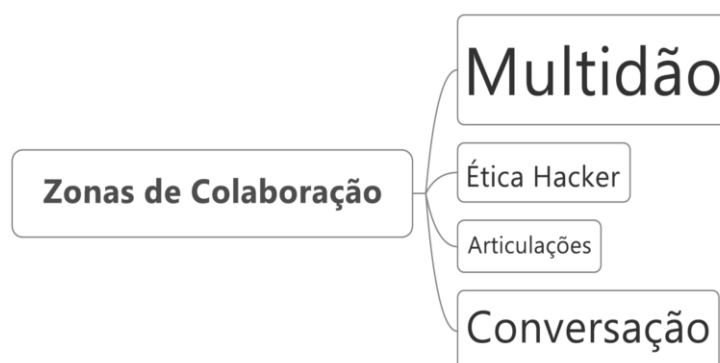 Zonas de Colaboração
Multidão
Ética Hacker
Articulações
Conversação